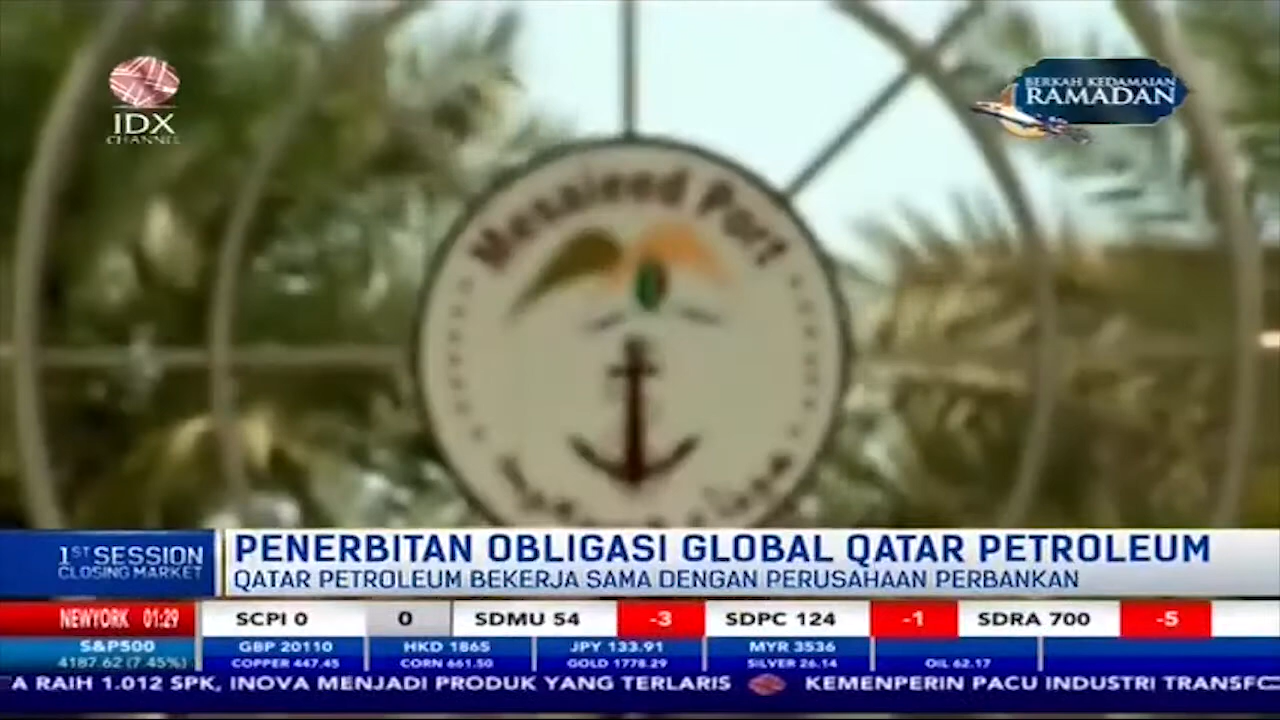 IDX
CHANNEL
BERKAH KEDAMAIAN
RAMADAN
Mesaieed Port
1ST SESSION
CLOSING MARKET
PENERBITAN OBLIGASI GLOBAL QATAR PETROLEUM
QATAR PETROLEUM BEKERJA SAMA DENGAN PERUSAHAAN PERBANKAN
NEWYORK 01:29
SCPI 0 0 SDMU 54 -3 SDPC 124 -1 SDRA 700 -5
S&P500
4187.62 (7.45%)
GBP 20110 HKD 1865 JPY 133.91 MYR 3536
COPPER 447.45 CORN 661.50 GOLD 1778.29 SILVER 26.14 OIL 62.17
A RAIH 1.012 SPK, INOVA MENJADI PRODUK YANG TERLARIS KEMENPERIN PACU INDUSTRI TRANSFO